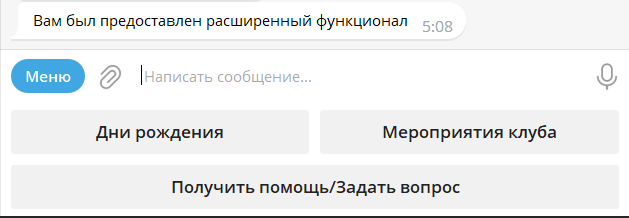 Вам был предоставлен расширенный функционал 5:08
Меню Написать сообщение...
Дни рождения Мероприятия клуба
Получить помощь/Задать вопрос